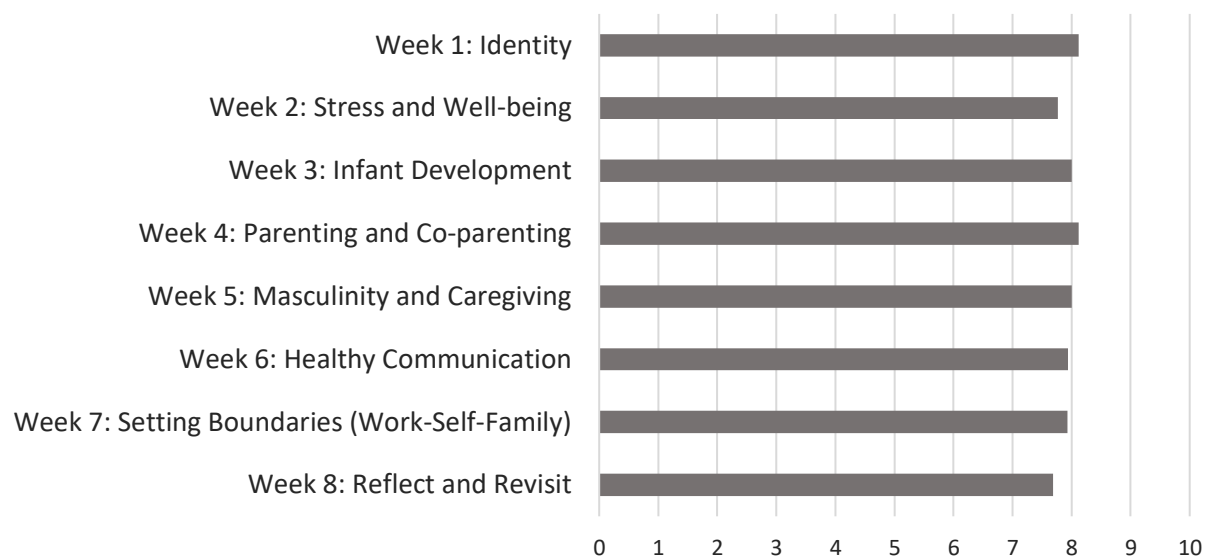 Week 1: Identity
Week 2: Stress and Well-being
Week 3: Infant Development
Week 4: Parenting and Co-parenting
Week 5: Masculinity and Caregiving
Week 6: Healthy Communication
Week 7: Setting Boundaries (Work-Self-Family)
Week 8: Reflect and Revisit
0 1 2 3 4 5 6 7 8 9 10